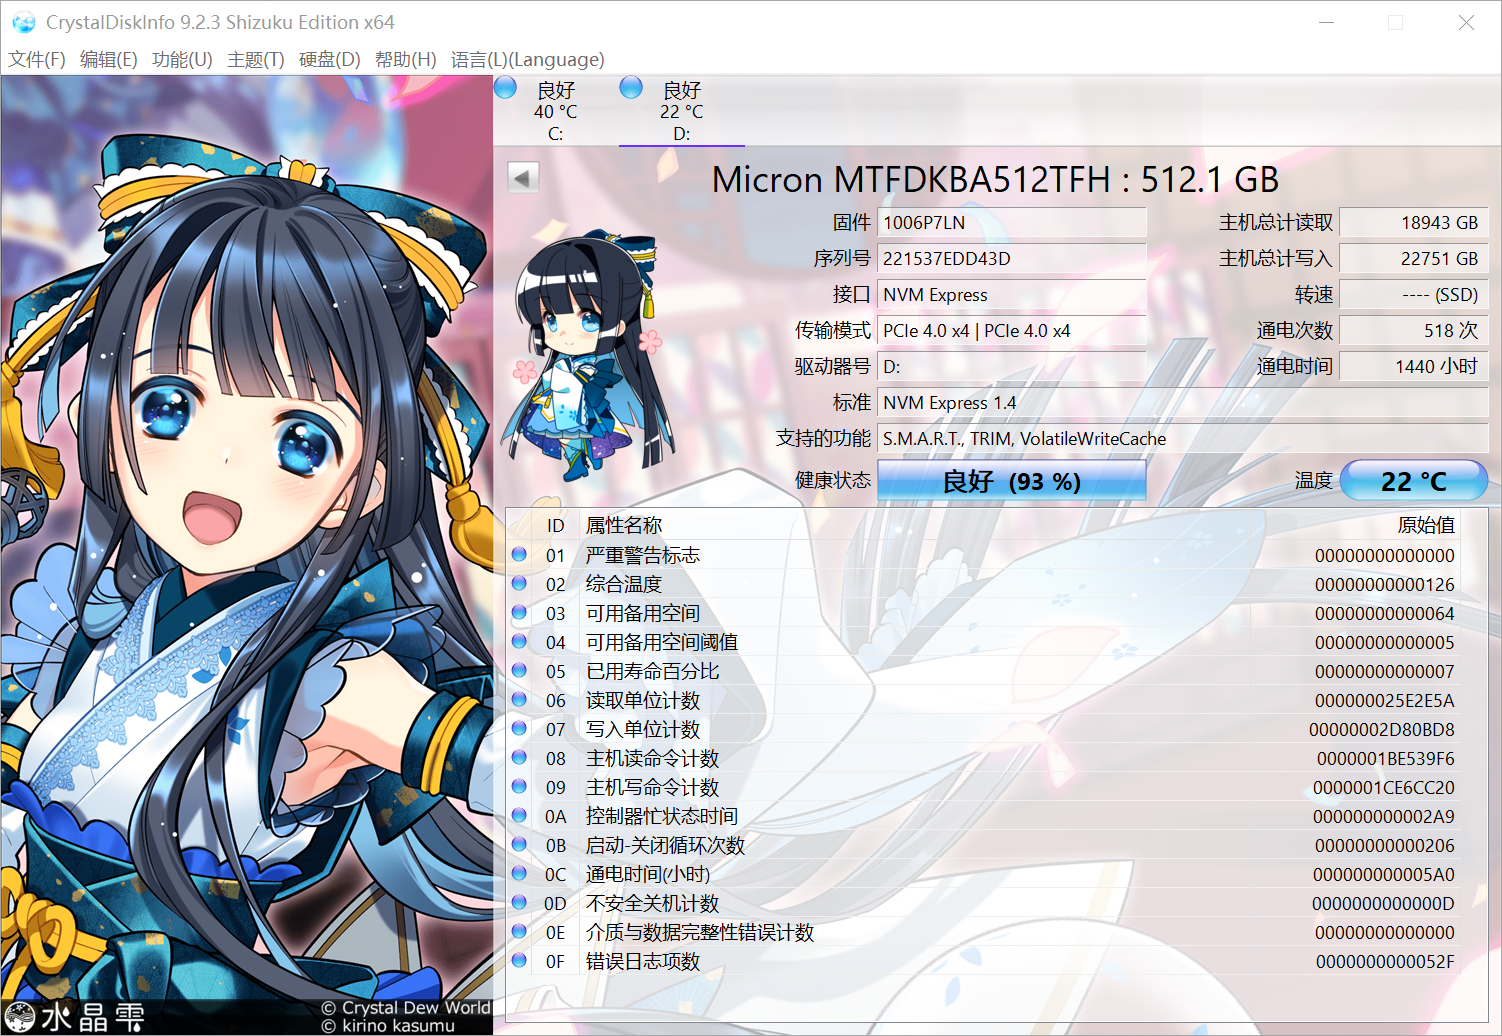 CrystalDiskInfo 9.2.3 Shizuku Edition x64
文件(F) 编辑(E) 功能(U) 主题(T) 硬盘(D) 帮助(H) 语言(L)(Language)
良好 良好
40 °C 22 °C
C: D:
Micron MTFDKBA512TFH : 512.1 GB
固件 1006P7LN 主机总计读取 18943 GB
序列号 221537EDD43D 主机总计写入 22751 GB
接口 NVM Express 转速 ---- (SSD)
传输模式 PCIe 4.0 x4 | PCIe 4.0 x4 通电次数 518 次
驱动器号 D: 通电时间 1440 小时
标准 NVM Express 1.4
支持的功能 S.M.A.R.T., TRIM, VolatileWriteCache
健康状态 良好 (93 %) 温度 22 °C
ID 属性名称 原始值
01 严重警告标志 00000000000000
02 综合温度 00000000000126
03 可用备用空间 00000000000064
04 可用备用空间阈值 00000000000005
05 已用寿命百分比 00000000000007
06 读取单位计数 000000025E2E5A
07 写入单位计数 00000002D80BD8
08 主机读命令计数 0000001BE539F6
09 主机写命令计数 0000001CE6CC20
0A 控制器忙状态时间 000000000002A9
0B 启动-关闭循环次数 00000000000206
0C 通电时间(小时) 000000000005A0
0D 不安全关机计数 0000000000000D
0E 介质与数据完整性错误计数 00000000000000
0F 错误日志项数 0000000000052F
水晶雫
© Crystal Dew World
© kirino kasumu